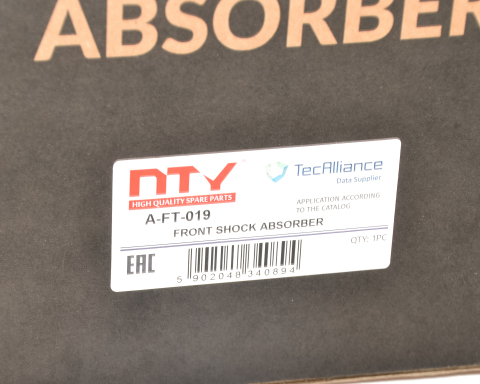 ABSORBER
NTY
HIGH QUALITY SPARE PARTS
TecAlliance
Data Supplier
A-FT-019
APPLICATION ACCORDING
TO THE CATALOG
FRONT SHOCK ABSORBER
QTY: 1PC
EAC
5 902048 340894